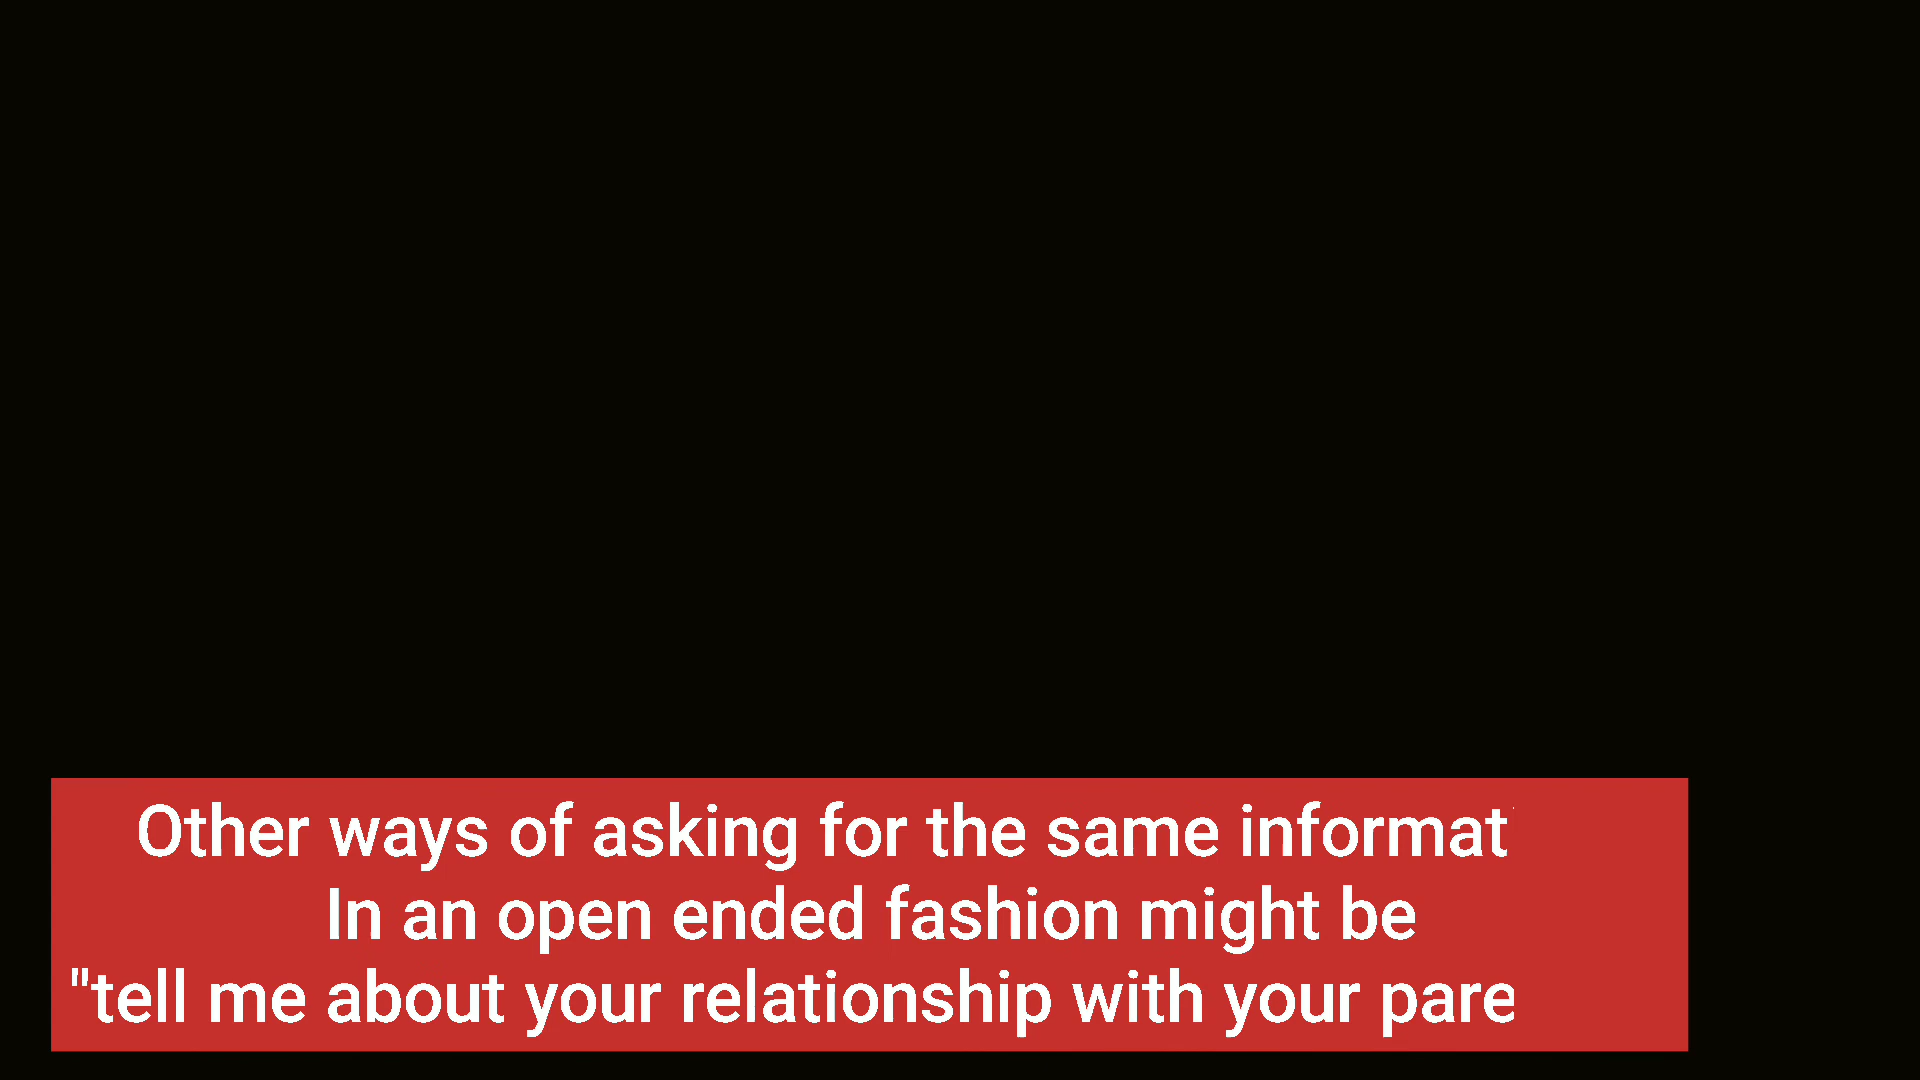 Other ways of asking for the same informat
In an open ended fashion might be
"tell me about your relationship with your pare